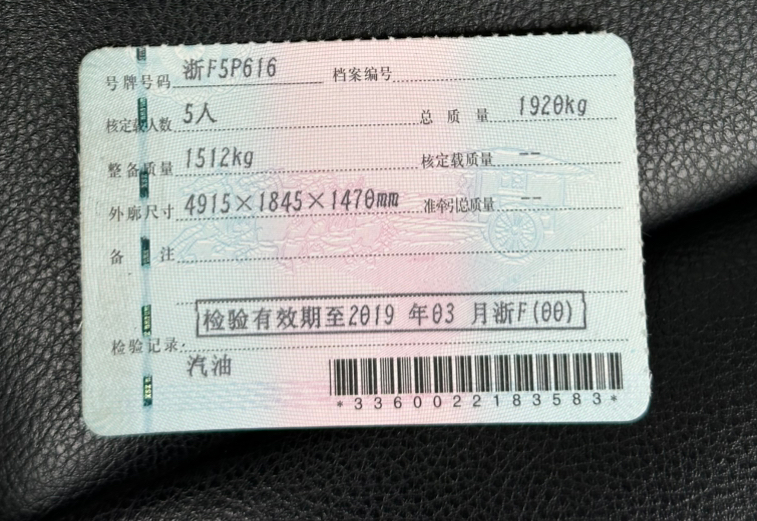 号牌号码 浙F5P616 档案编号
核定载人数 5人 总质量 1920kg
整备质量 1512kg 核定载质量 --
外廓尺寸 4915×1845×1470mm 准牵引总质量 --
备注
检验有效期至2019年03月浙F(00)
检验记录
汽油
*3360022183583*